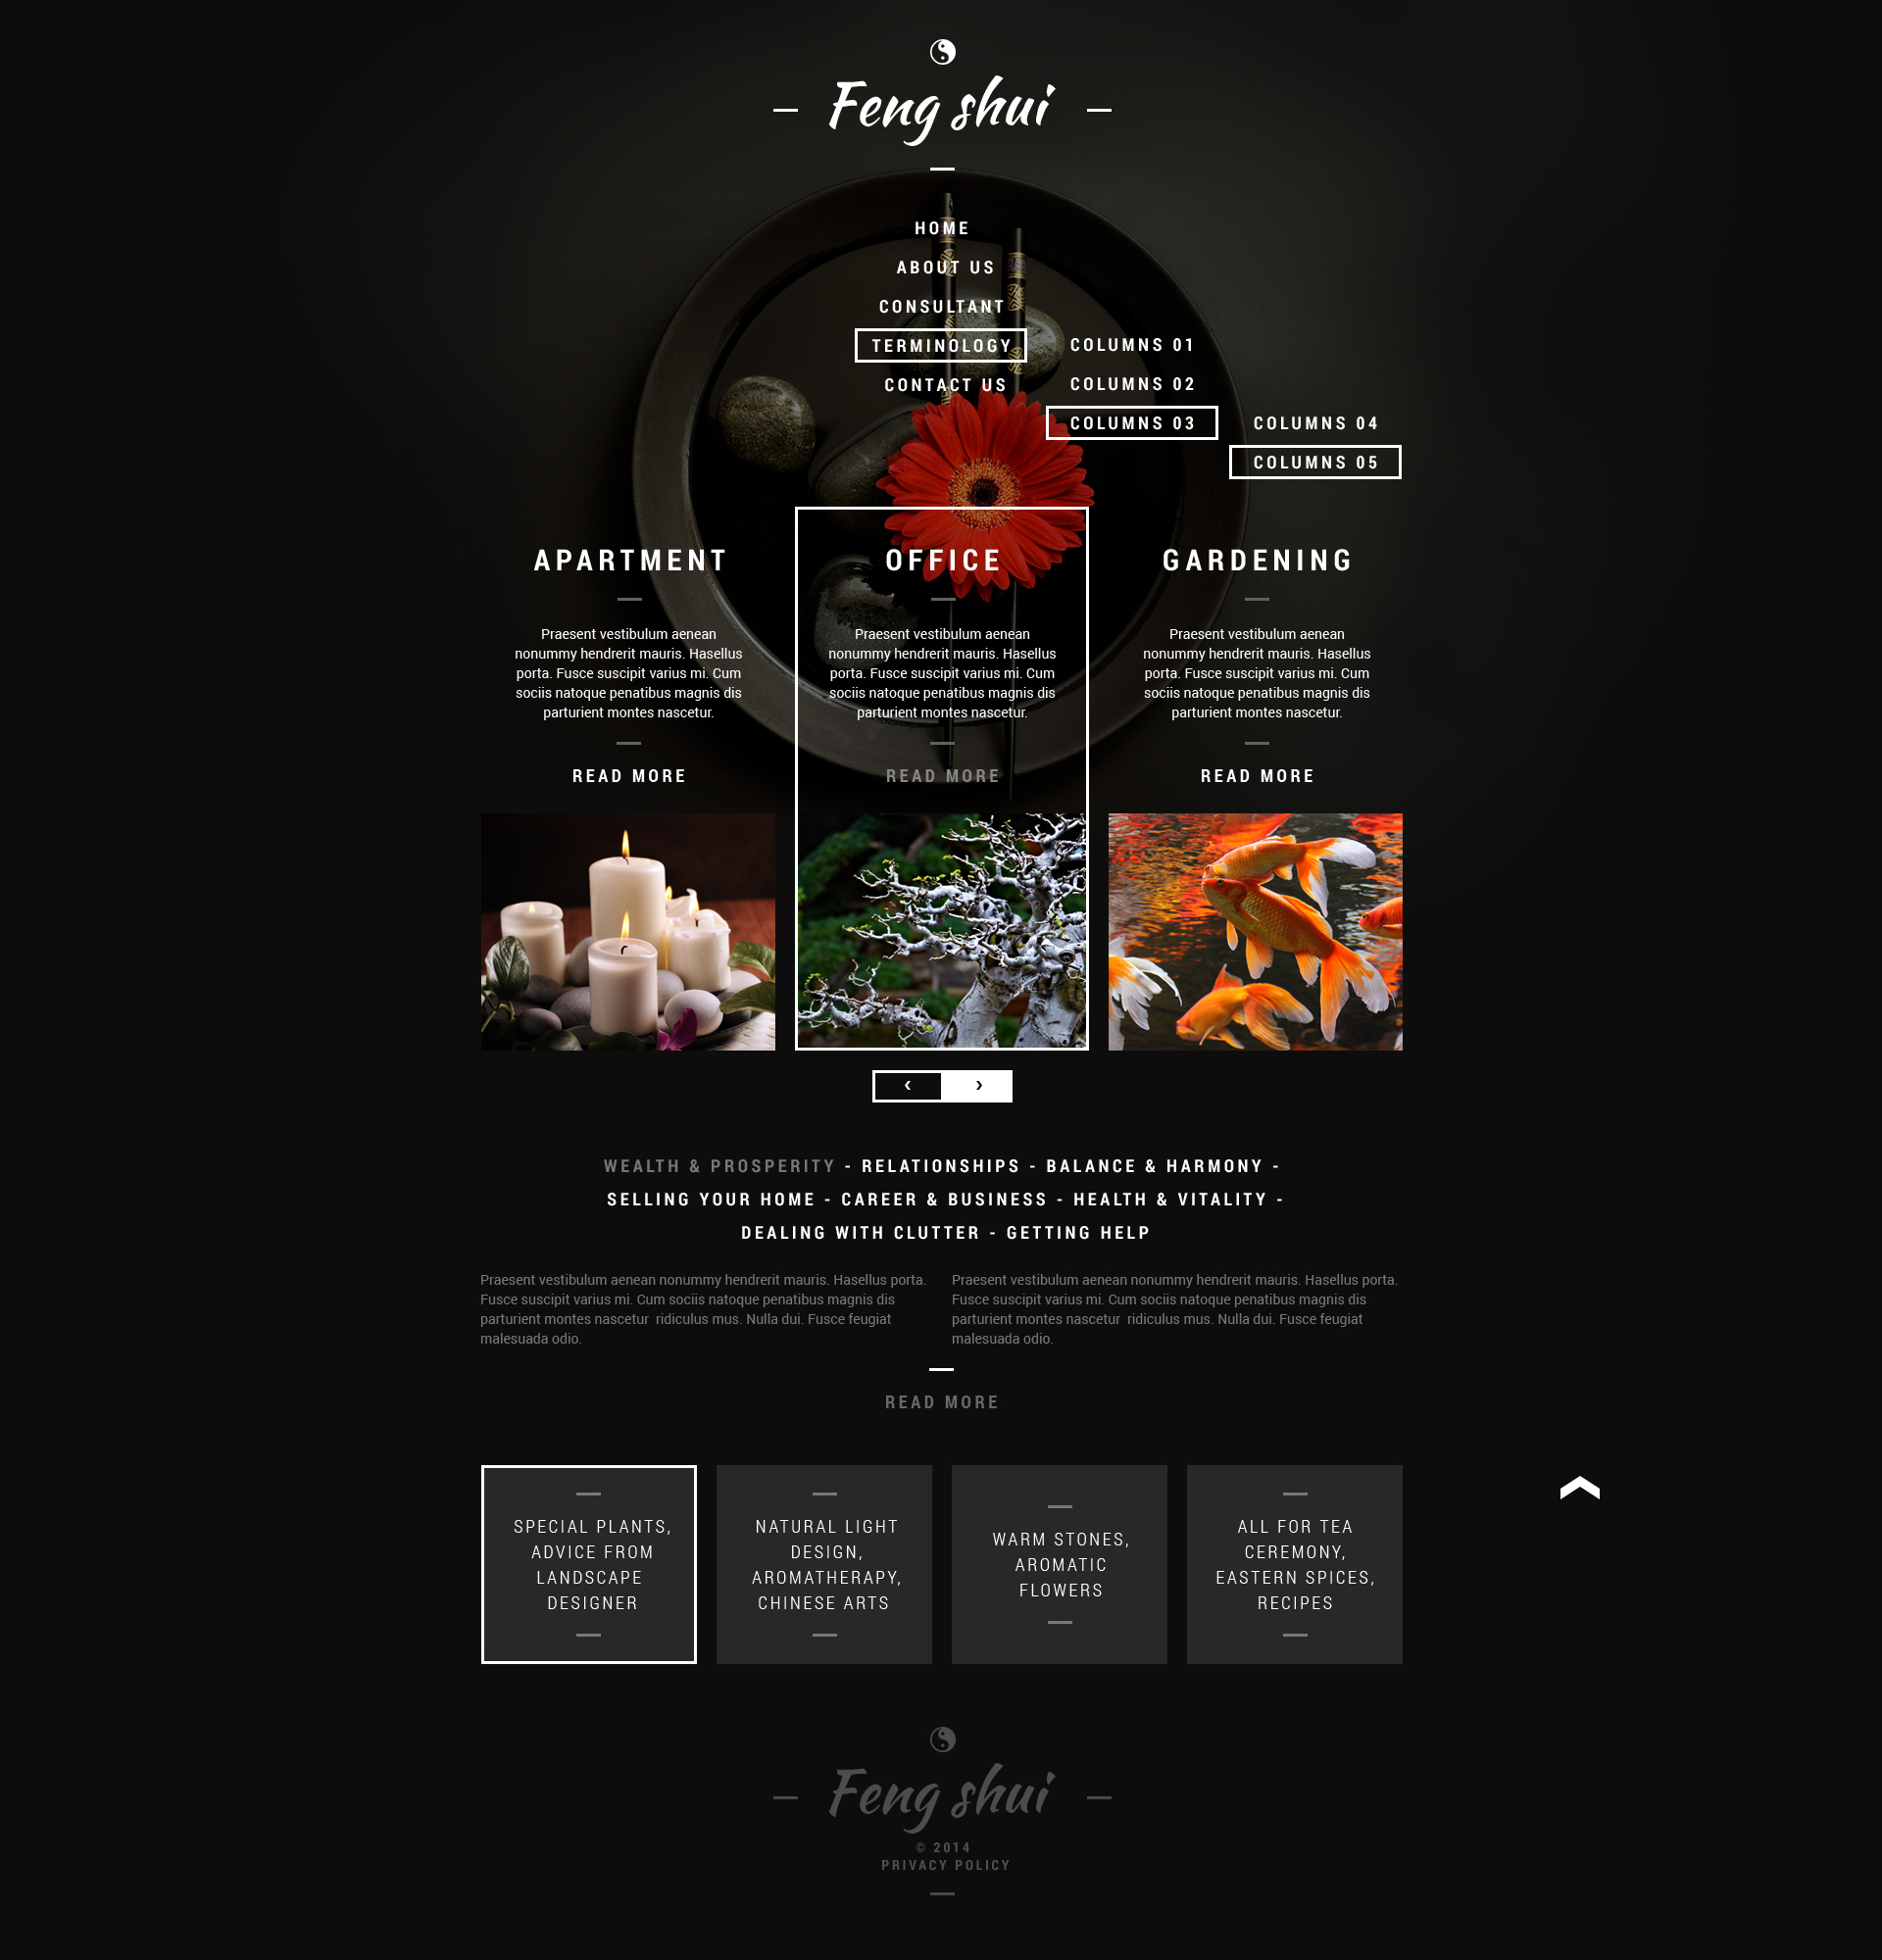 Feng shui
HOME
ABOUT US
CONSULTANT
TERMINOLOGY
CONTACT US
COLUMNS 01
COLUMNS 02
COLUMNS 03
COLUMNS 04
COLUMNS 05
APARTMENT
Praesent vestibulum aenean
nonummy hendrerit mauris. Hasellus
porta. Fusce suscipit varius mi. Cum
sociis natoque penatibus magnis dis
parturient montes nascetur.
READ MORE
OFFICE
Praesent vestibulum aenean
nonummy hendrerit mauris. Hasellus
porta. Fusce suscipit varius mi. Cum
sociis natoque penatibus magnis dis
parturient montes nascetur.
READ MORE
GARDENING
Praesent vestibulum aenean
nonummy hendrerit mauris. Hasellus
porta. Fusce suscipit varius mi. Cum
sociis natoque penatibus magnis dis
parturient montes nascetur.
READ MORE
WEALTH & PROSPERITY - RELATIONSHIPS - BALANCE & HARMONY -
SELLING YOUR HOME - CAREER & BUSINESS - HEALTH & VITALITY -
DEALING WITH CLUTTER - GETTING HELP
Praesent vestibulum aenean nonummy hendrerit mauris. Hasellus porta.
Fusce suscipit varius mi. Cum sociis natoque penatibus magnis dis
parturient montes nascetur  ridiculus mus. Nulla dui. Fusce feugiat
malesuada odio.
Praesent vestibulum aenean nonummy hendrerit mauris. Hasellus porta.
Fusce suscipit varius mi. Cum sociis natoque penatibus magnis dis
parturient montes nascetur  ridiculus mus. Nulla dui. Fusce feugiat
malesuada odio.
READ MORE
SPECIAL PLANTS,
ADVICE FROM
LANDSCAPE
DESIGNER
NATURAL LIGHT
DESIGN,
AROMATHERAPY,
CHINESE ARTS
WARM STONES,
AROMATIC
FLOWERS
ALL FOR TEA
CEREMONY,
EASTERN SPICES,
RECIPES
Feng shui
© 2014
PRIVACY POLICY